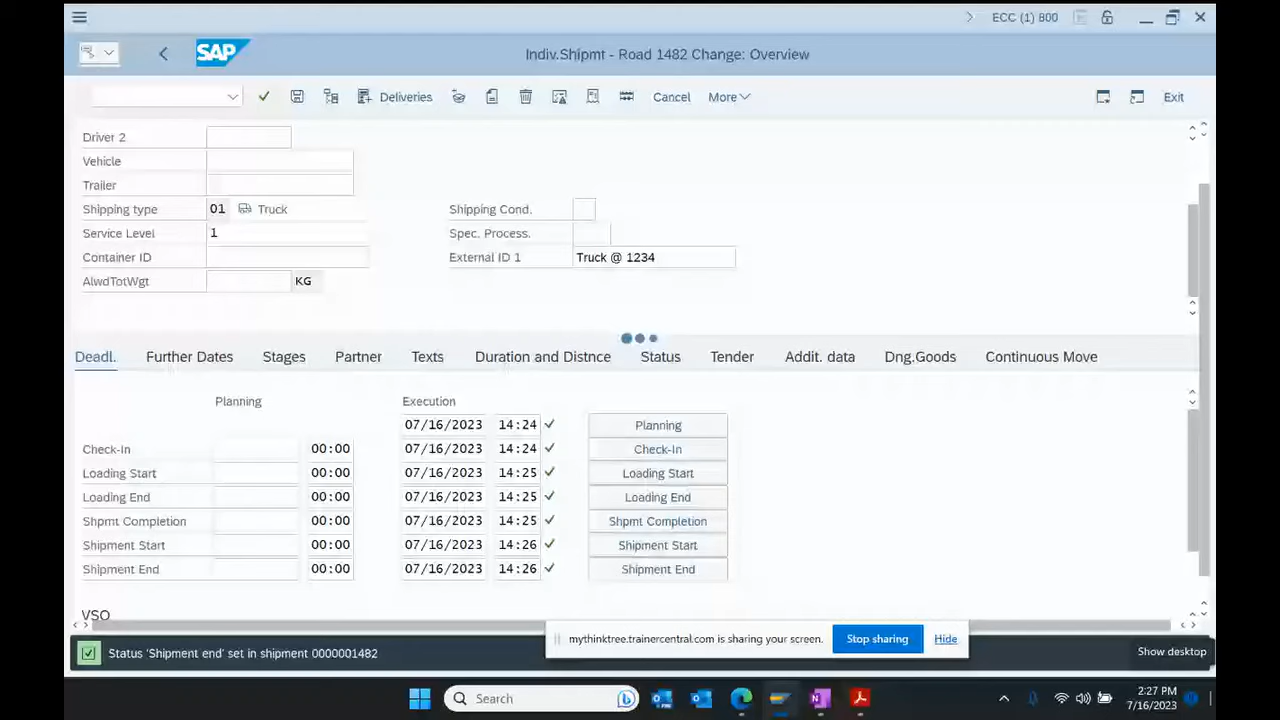 ECC (1) 800
SAP
Indiv.Shipmt - Road 1482 Change: Overview
Deliveries
Cancel
More
Exit
Driver 2
Vehicle
Trailer
Shipping type 01 Truck Shipping Cond.
Service Level 1 Spec. Process.
Container ID External ID 1 Truck @ 1234
AlwdTotWgt KG
Deadl. Further Dates Stages Partner Texts Duration and Distnce Status Tender Addit. data Dng.Goods Continuous Move
Planning Execution
07/16/2023 14:24 Planning
Check-In 00:00 07/16/2023 14:24 Check-In
Loading Start 00:00 07/16/2023 14:25 Loading Start
Loading End 00:00 07/16/2023 14:25 Loading End
Shpmt Completion 00:00 07/16/2023 14:25 Shpmt Completion
Shipment Start 00:00 07/16/2023 14:26 Shipment Start
Shipment End 00:00 07/16/2023 14:26 Shipment End
VSO
mythinktree.trainercentral.com is sharing your screen. Stop sharing Hide
Status 'Shipment end' set in shipment 0000001482
Show desktop
Search
2:27 PM
7/16/2023